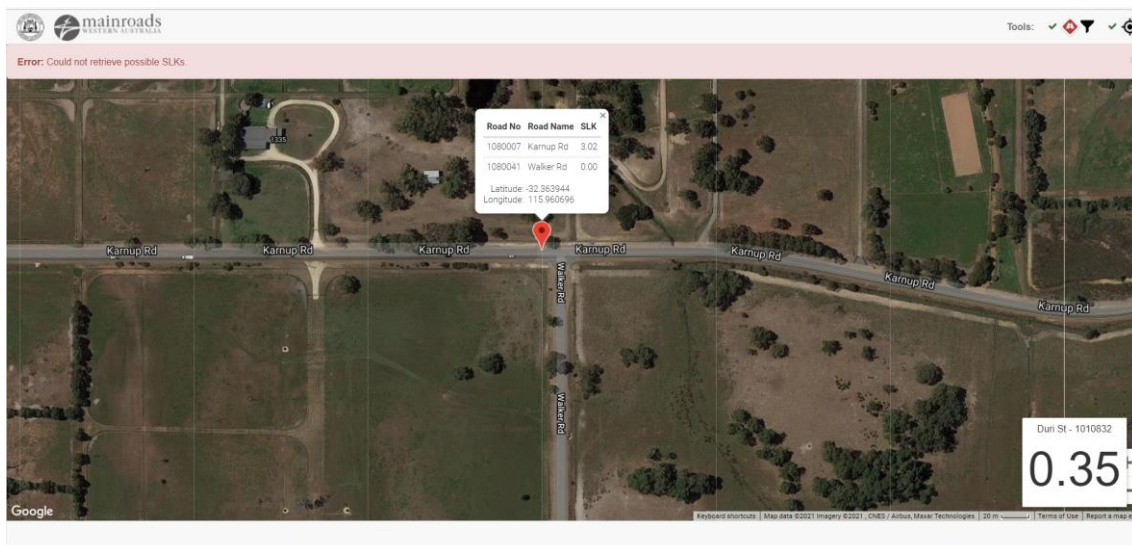 mainroads
WESTERN AUSTRALIA
Tools:
Error: Could not retrieve possible SLKs.
Road No Road Name SLK
1080007 Karnup Rd 3.02
1080041 Walker Rd 0.00
Latitude: -32.363944
Longitude: 115.960696
1335
Karnup Rd
Karnup Rd
Karnup Rd
Karnup Rd
Karnup Rd
Karnup Rd
Karnup Rd
Walker Rd
Walker Rd
Duri St - 1010832
0.35
Google
Keyboard shortcuts Map data ©2021 Imagery ©2021 , CNES / Airbus, Maxar Technologies 20 m Terms of Use Report a map e